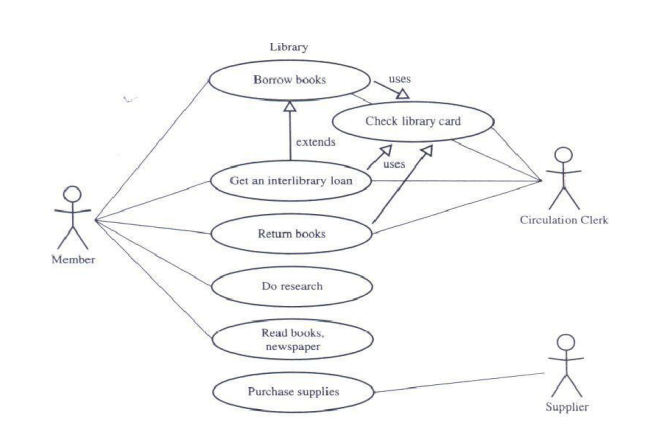 Library
Borrow books
uses
Check library card
extends
uses
Get an interlibrary loan
Circulation Clerk
Return books
Member
Do research
Read books,
newspaper
Purchase supplies
Supplier